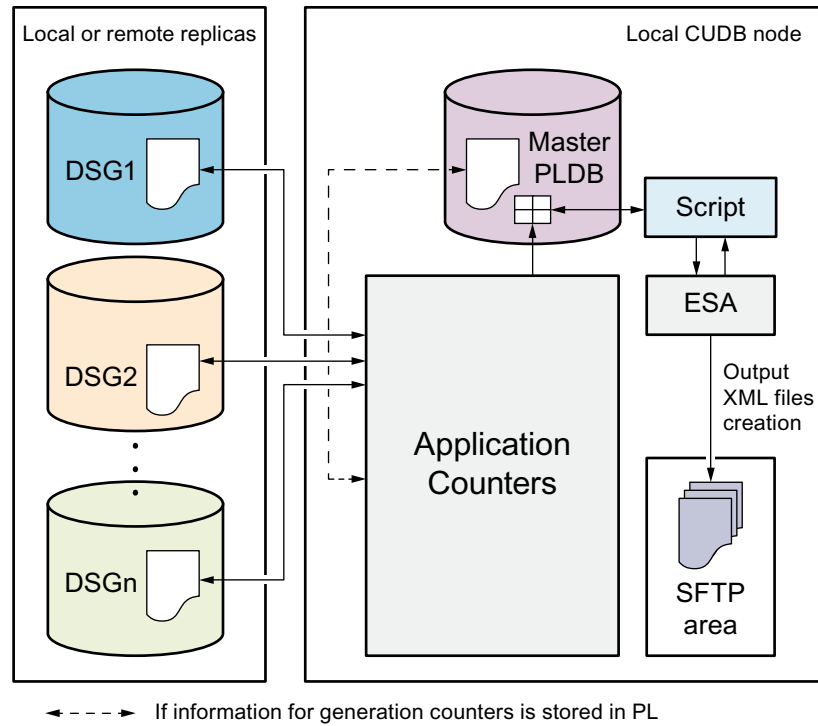 Local or remote replicas
Local CUDB node
DSG1
DSG2
DSGn
Master
PLDB
Script
ESA
Output
XML files
creation
Application
Counters
SFTP
area
If information for generation counters is stored in PL